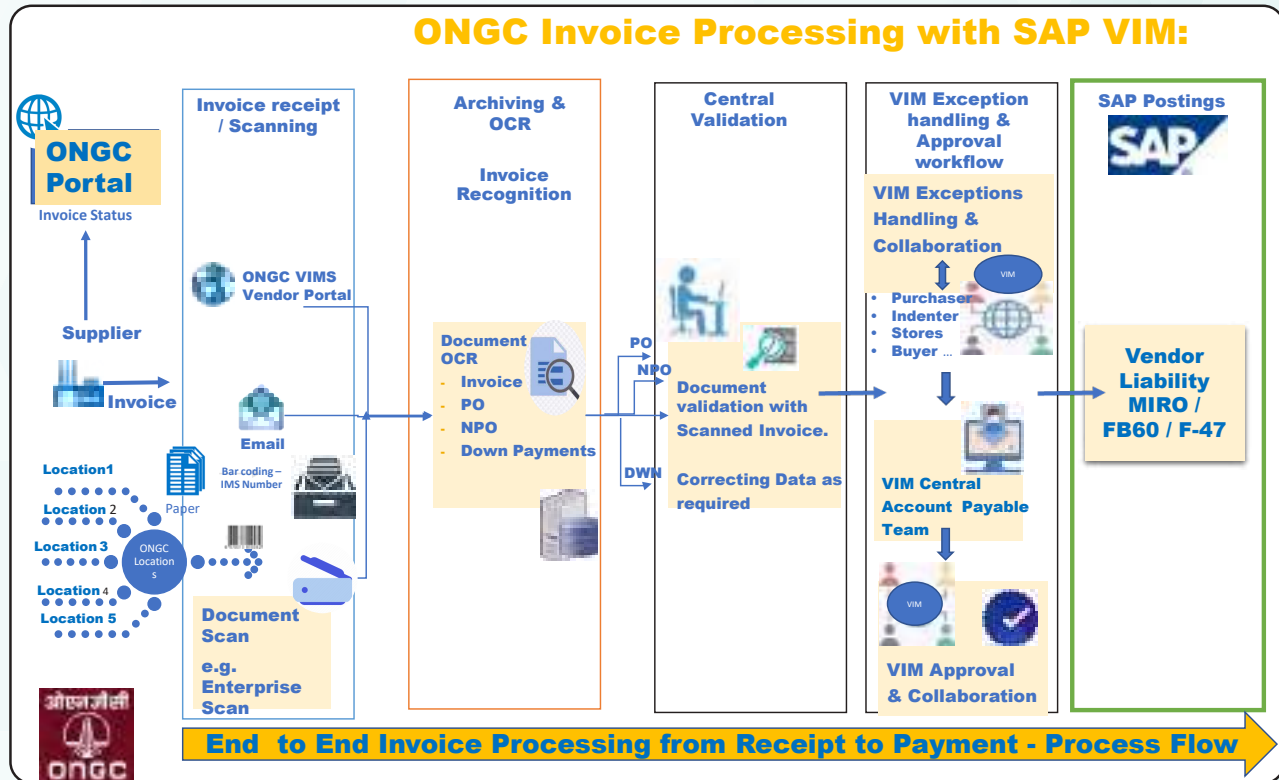 ONGC Invoice Processing with SAP VIM:
ONGC
Portal
Invoice Status
Supplier
Invoice
Location1
Location 2
Location 3
Location 4
Location 5
ONGC
Location
s
ओएनजीसी
ongc
Invoice receipt
/ Scanning
ONGC VIMS
Vendor Portal
Email
Bar coding –
IMS Number
Paper
Document
Scan
e.g.
Enterprise
Scan
Archiving &
OCR
Invoice
Recognition
Document
OCR
- Invoice
- PO
- NPO
- Down Payments
PO
NPO
DWN
Central
Validation
Document
validation with
Scanned Invoice.
Correcting Data as
required
VIM Exception
handling &
Approval
workflow
VIM Exceptions
Handling &
Collaboration
VIM
• Purchaser
• Indenter
• Stores
• Buyer ...
VIM Central
Account Payable
Team
VIM
VIM Approval
& Collaboration
SAP Postings
SAP
Vendor
Liability
MIRO /
FB60 / F-47
End to End Invoice Processing from Receipt to Payment - Process Flow